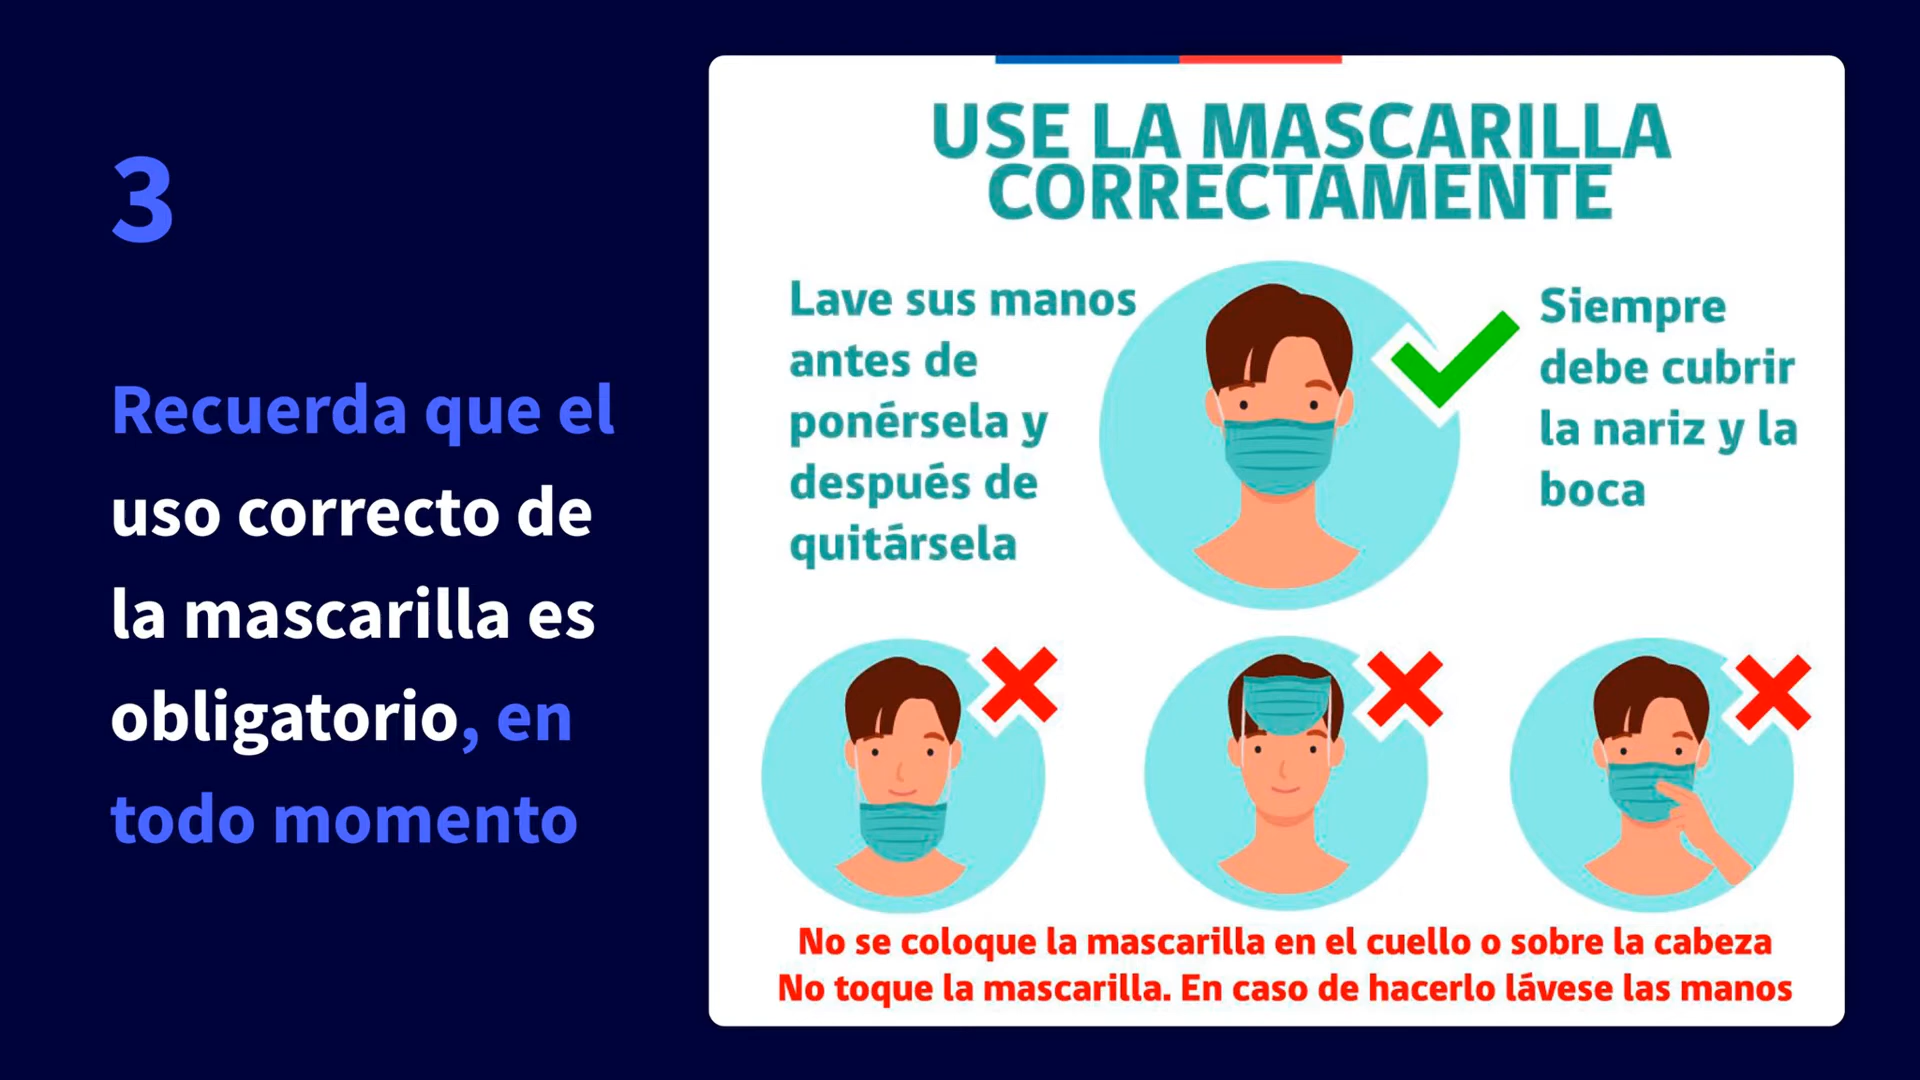 3
Recuerda que el
uso correcto de
la mascarilla es
obligatorio, en
todo momento
USE LA MASCARILLA
CORRECTAMENTE
Lave sus manos
antes de
ponérsela y
después de
quitársela
Siempre
debe cubrir
la nariz y la
boca
No se coloque la mascarilla en el cuello o sobre la cabeza
No toque la mascarilla. En caso de hacerlo lávese las manos